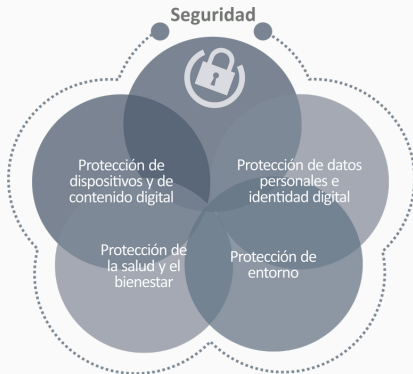 Seguridad
Protección de
dispositivos y de
contenido digital
Protección de datos
personales e
identidad digital
Protección de
la salud y el
bienestar
Protección de
entorno